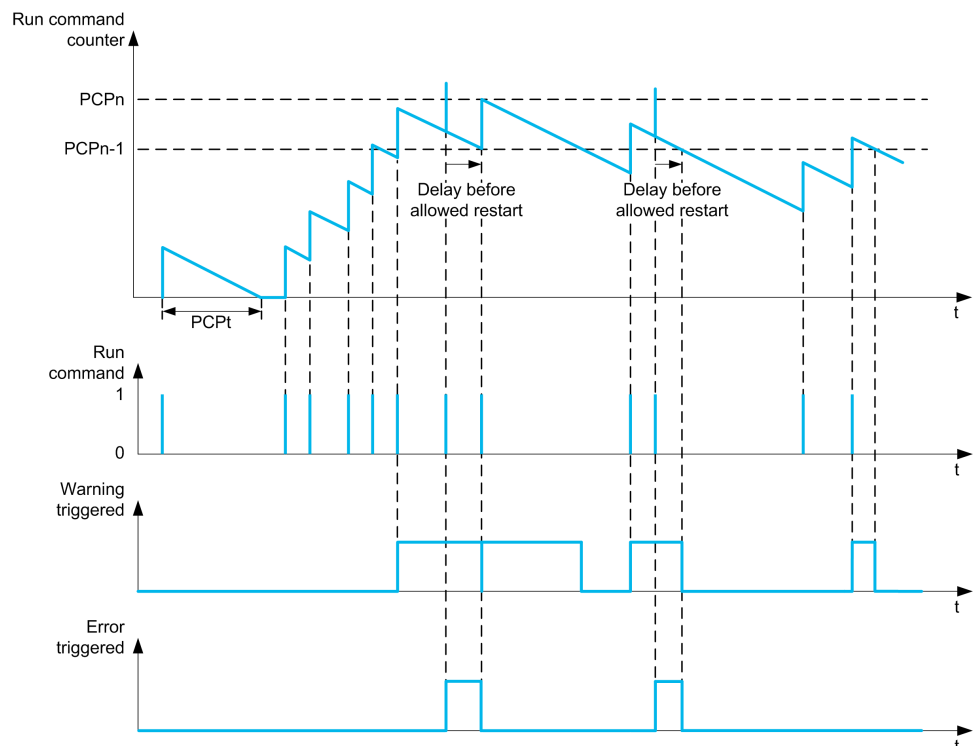 Run command
counter
PCPn
PCPn-1
Delay before
allowed restart
Delay before
allowed restart
t
PCPt
Run
command
1
0
t
Warning
triggered
t
Error
triggered
t